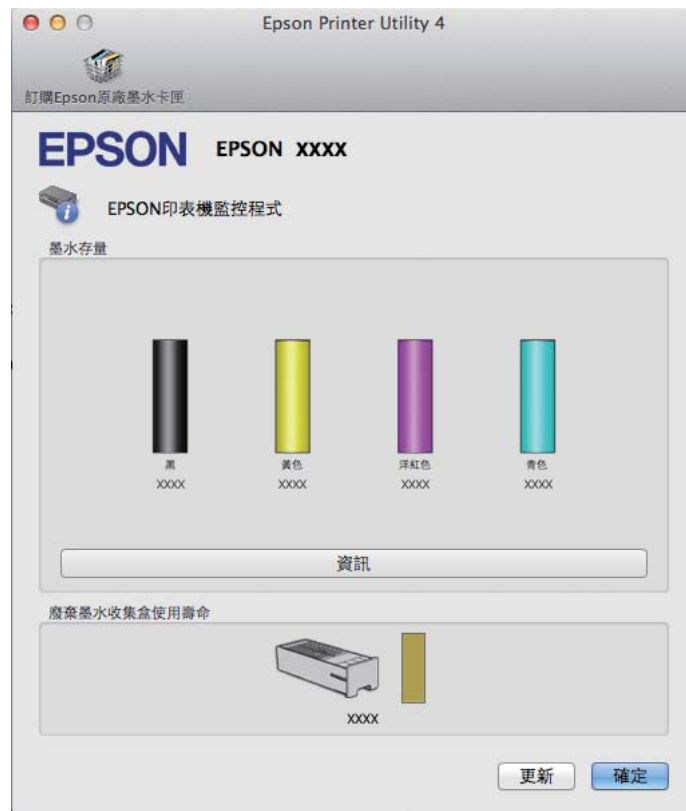 Epson Printer Utility 4
訂購Epson原廠墨水卡匣
EPSON EPSON XXXX
EPSON印表機監控程式
墨水存量
黑 黃色 洋紅色 青色
XXXX XXXX XXXX XXXX
資訊
廢棄墨水收集盒使用壽命
XXXX
更新 確定